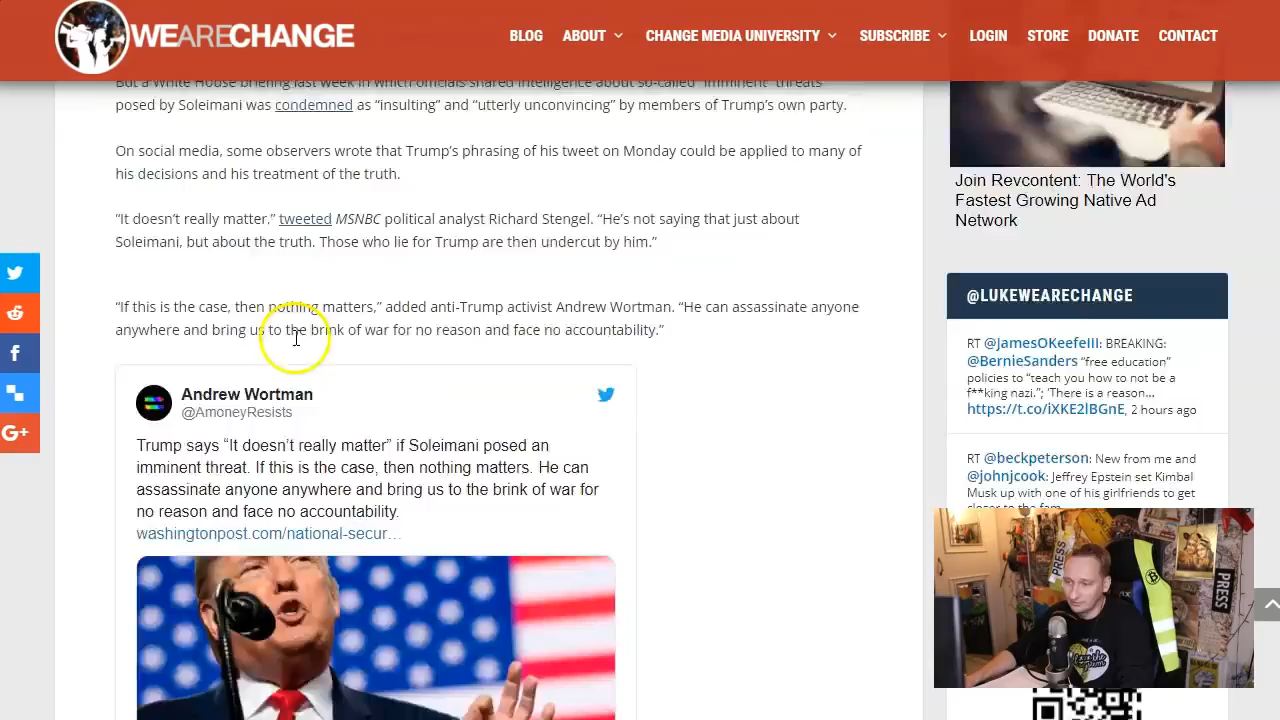 WEARECHANGE
BLOG ABOUT CHANGE MEDIA UNIVERSITY SUBSCRIBE LOGIN STORE DONATE CONTACT
But a White House briefing last week in which officials shared intelligence about so-called “imminent” threats
posed by Soleimani was condemned as “insulting” and “utterly unconvincing” by members of Trump’s own party.
On social media, some observers wrote that Trump’s phrasing of his tweet on Monday could be applied to many of
his decisions and his treatment of the truth.
“It doesn’t really matter.” tweeted MSNBC political analyst Richard Stengel. “He’s not saying that just about
Soleimani, but about the truth. Those who lie for Trump are then undercut by him.”
“If this is the case, then nothing matters,” added anti-Trump activist Andrew Wortman. “He can assassinate anyone
anywhere and bring us to the brink of war for no reason and face no accountability.”
Andrew Wortman
@AmoneyResists
Trump says “It doesn’t really matter” if Soleimani posed an
imminent threat. If this is the case, then nothing matters. He can
assassinate anyone anywhere and bring us to the brink of war for
no reason and face no accountability.
washingtonpost.com/national-secur…
Join Revcontent: The World's
Fastest Growing Native Ad
Network
@LUKEWEARECHANGE
RT @JamesOKeefeIII: BREAKING:
@BernieSanders “free education”
policies to “teach you how to not be a
f**king nazi.”; ‘There is a reason…
https://t.co/iXKE2lBGnE, 2 hours ago
RT @beckpeterson: New from me and
@johnjcook: Jeffrey Epstein set Kimbal
Musk up with one of his girlfriends to get
closer to the fam
G+
PRESS
PRESS